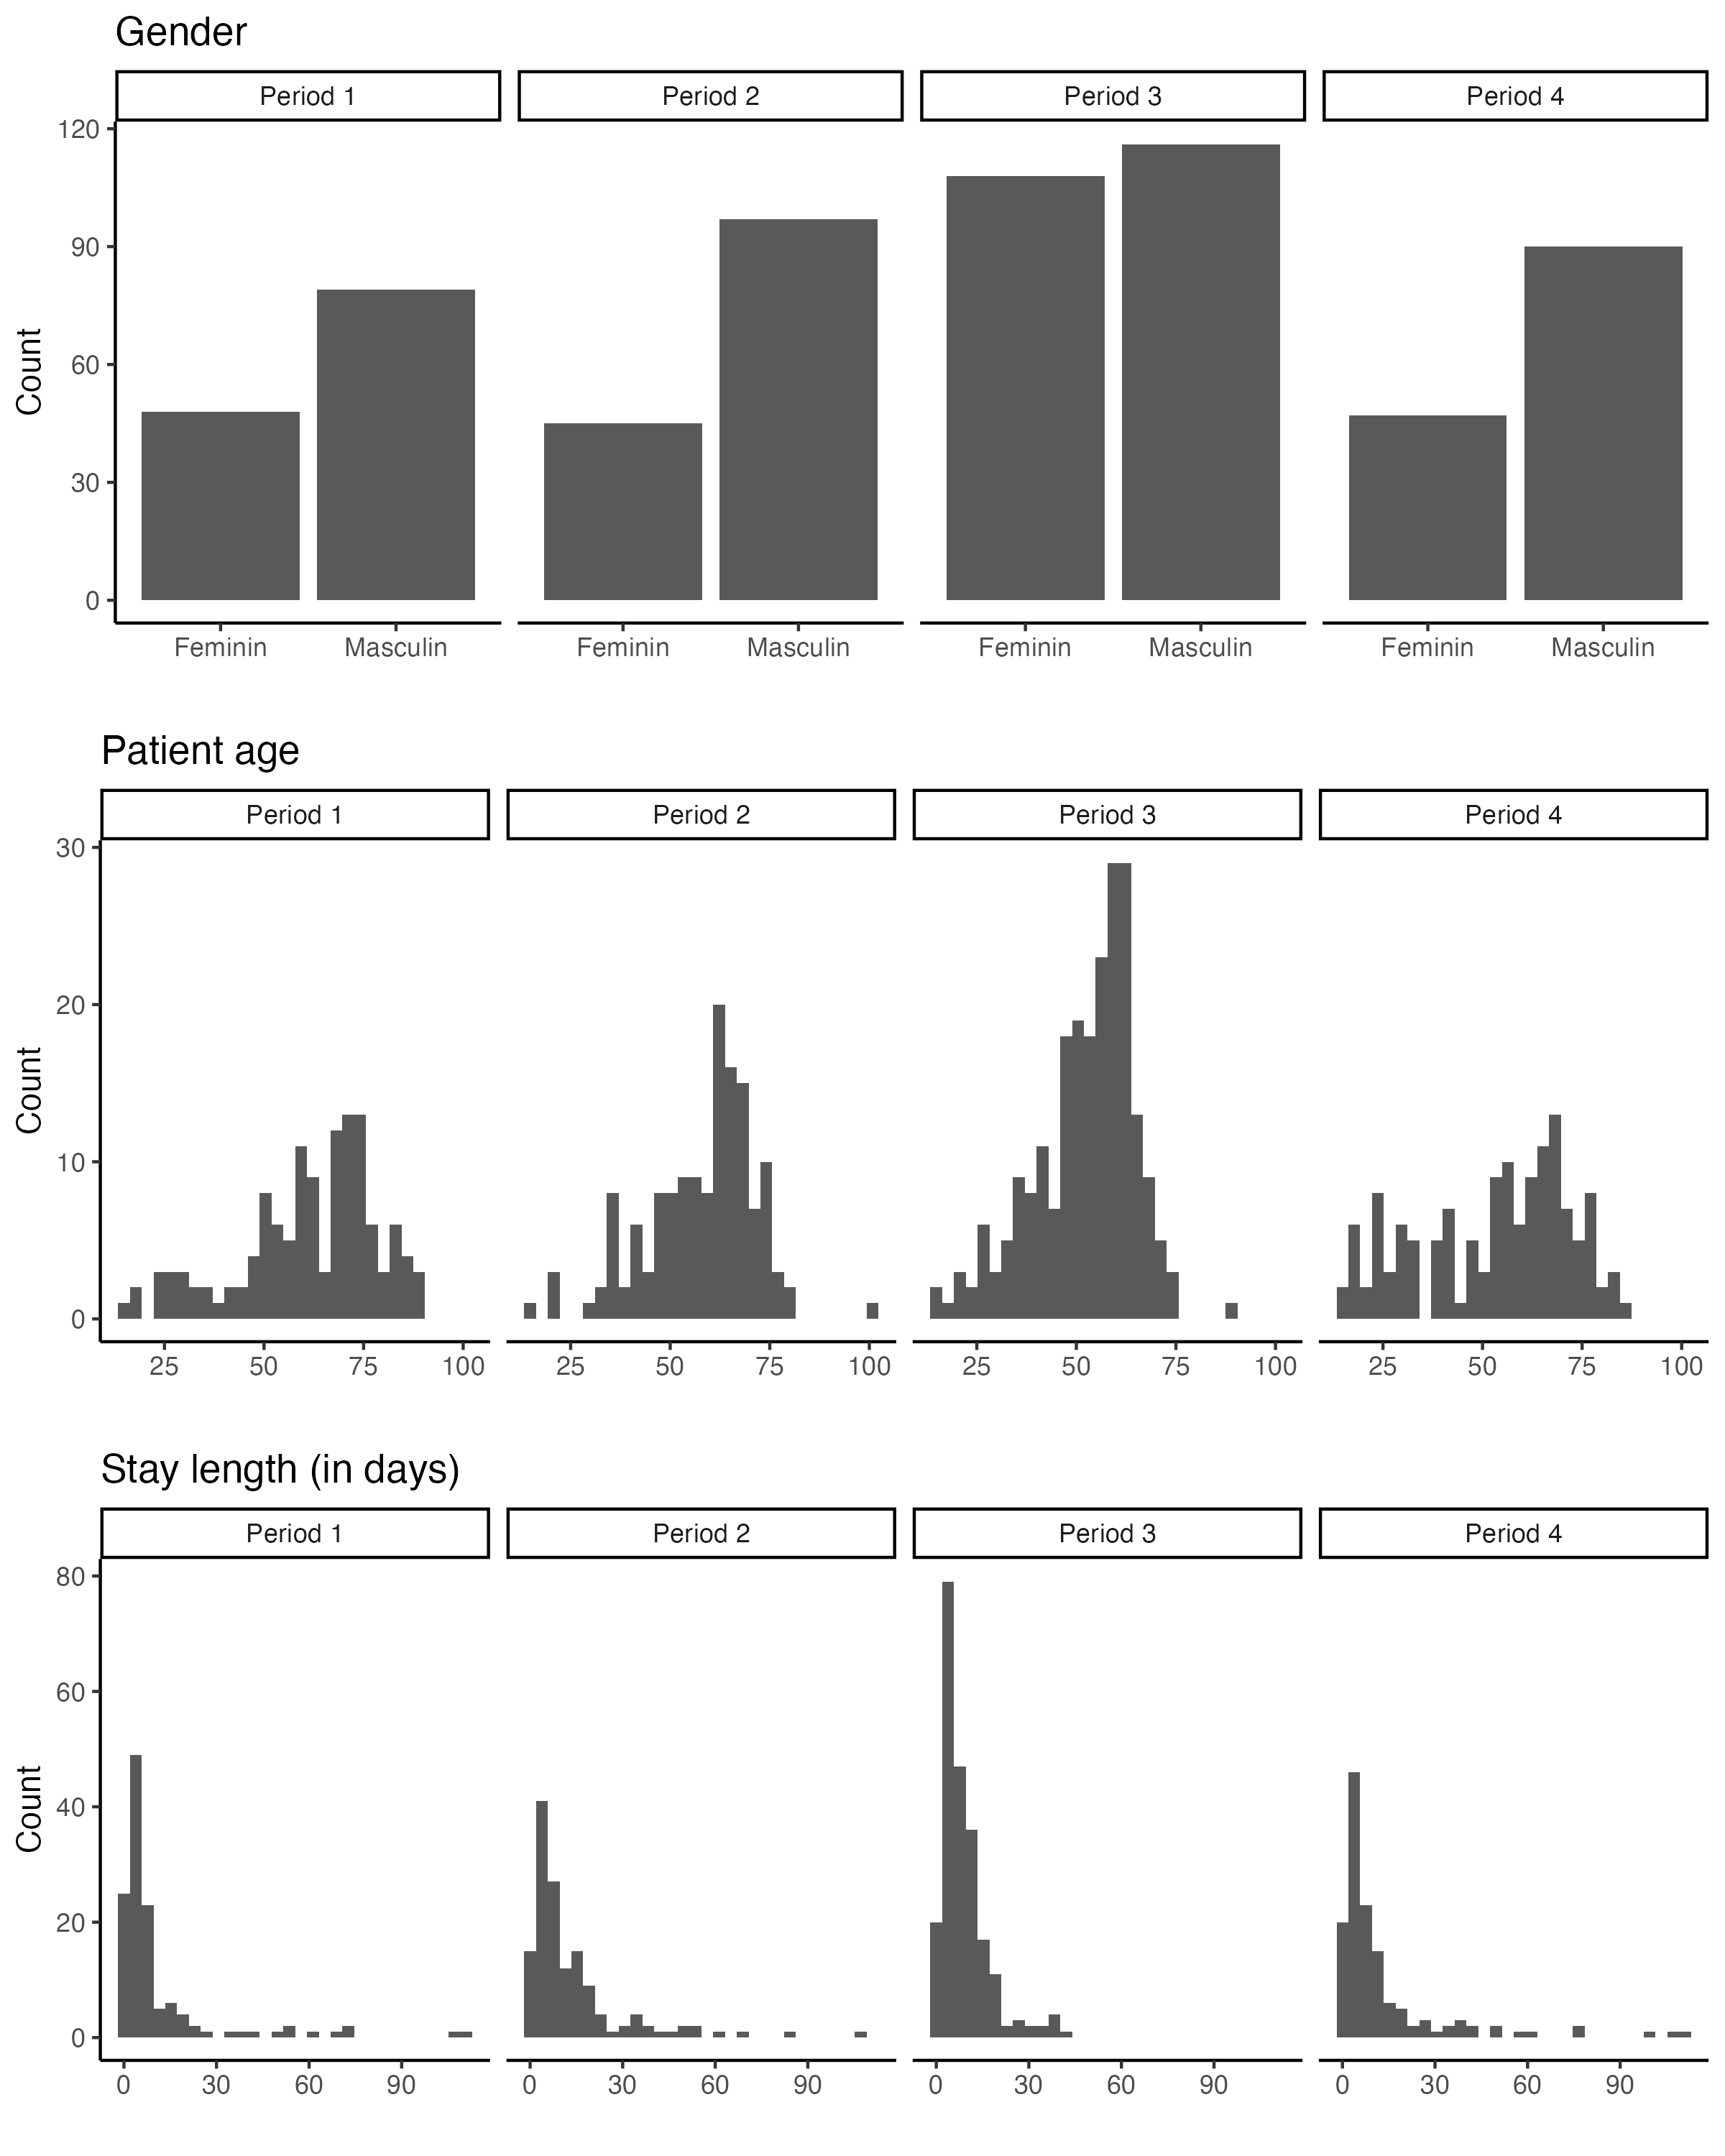 Gender
Period 1 Period 2 Period 3 Period 4
120
90
60
30
0
Count
Feminin Masculin Feminin Masculin Feminin Masculin Feminin Masculin
Patient age
Period 1 Period 2 Period 3 Period 4
30
20
10
0
Count
25 50 75 100 25 50 75 100 25 50 75 100 25 50 75 100
Stay length (in days)
Period 1 Period 2 Period 3 Period 4
80
60
40
20
0
Count
0 30 60 90 0 30 60 90 0 30 60 90 0 30 60 90